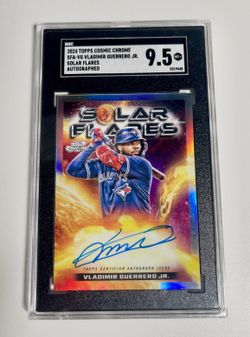 SGC
2024 TOPPS COSMIC CHROME
SFA-VG VLADIMIR GUERRERO JR.
SOLAR FLARES
AUTOGRAPHED
9.5
SOLAR
FLARES
TOPPS CERTIFIED AUTOGRAPH ISSUE
VLADIMIR GUERRERO JR.